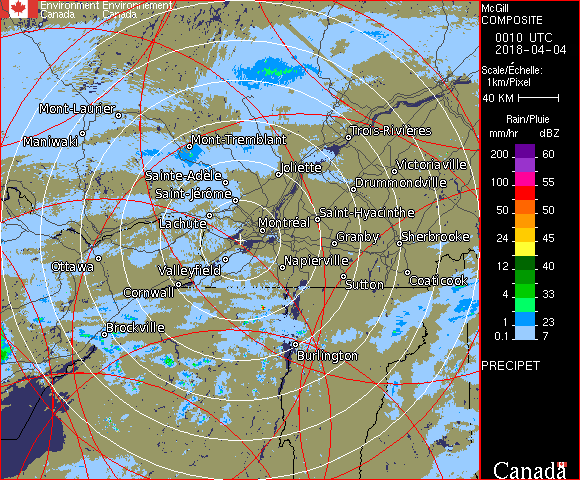 Environment Environnement
Canada Canada
McGill
COMPOSITE
0010 UTC
2018-04-04
Scale/Échelle:
1km/Pixel
40 KM
Rain/Pluie
mm/hr dBZ
200 60
100 55
50 50
24 45
12 40
4 33
1 23
0.1 7
PRECIPET
Canada
Mont-Laurier
Maniwaki
Mont-Tremblant
Trois-Rivières
Sainte-Adèle
Joliette
Victoriaville
Saint-Jérôme
Drummondville
Lachute
Montréal
Saint-Hyacinthe
Granby
Sherbrooke
Ottawa
Valleyfield
Napierville
Cornwall
Sutton
Coaticook
Brockville
Burlington